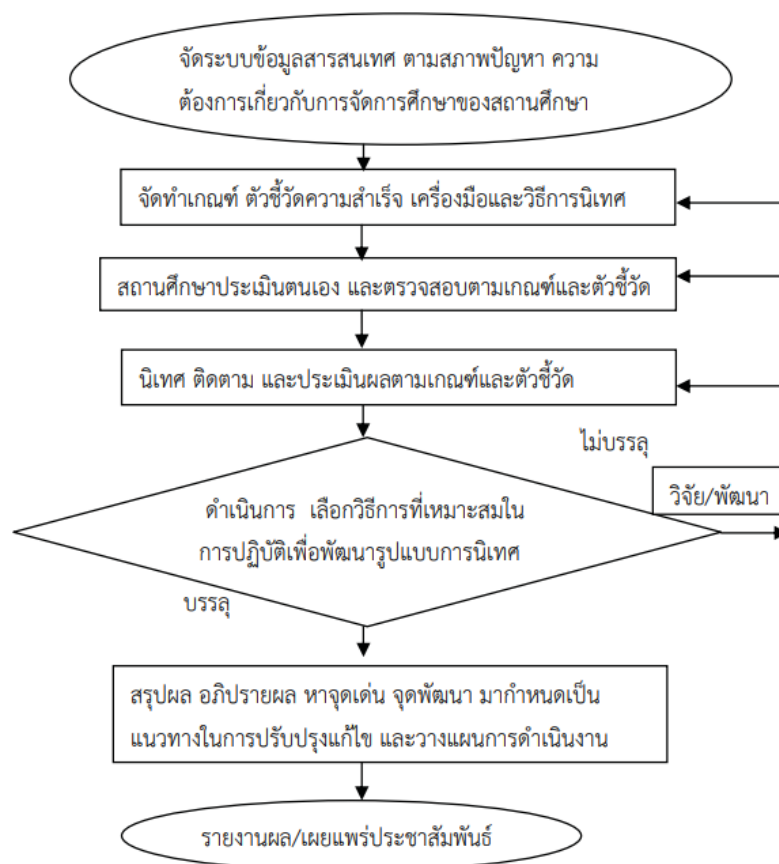 จัดระบบข้อมูลสารสนเทศ ตามสภาพปัญหา ความ
ต้องการเกี่ยวกับการจัดการศึกษาของสถานศึกษา
จัดทำเกณฑ์ ตัวชี้วัดความสำเร็จ เครื่องมือและวิธีการนิเทศ
สถานศึกษาประเมินตนเอง และตรวจสอบตามเกณฑ์และตัวชี้วัด
นิเทศ ติดตาม และประเมินผลตามเกณฑ์และตัวชี้วัด
ไม่บรรลุ
วิจัย/พัฒนา
ดำเนินการ เลือกวิธีการที่เหมาะสมใน
การปฏิบัติเพื่อพัฒนารูปแบบการนิเทศ
บรรลุ
สรุปผล อภิปรายผล หาจุดเด่น จุดพัฒนา มากำหนดเป็น
แนวทางในการปรับปรุงแก้ไข และวางแผนการดำเนินงาน
รายงานผล/เผยแพร่ประชาสัมพันธ์